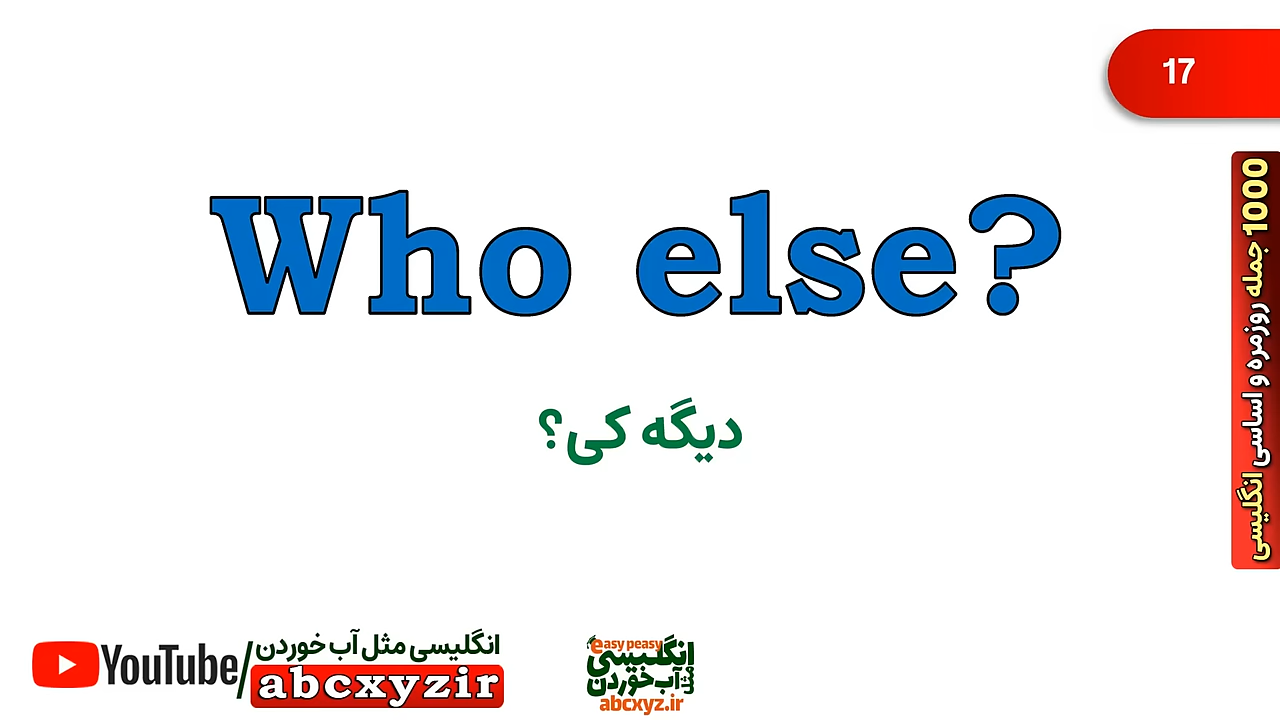 17
1000 جمله روزمره و اساسی انگلیسی
Who else?
دیگه کی؟
YouTube/
انگلیسی مثل آب خوردن
abcxyzir
easy peasy
انگلیسی
مثل آب خوردن
abcxyz.ir